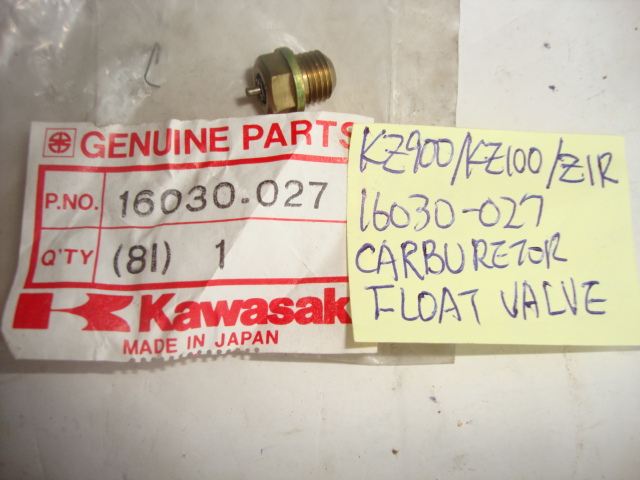 GENUINE PARTS
P.NO. 16030-027
Q'TY (81) 1
Kawasaki
MADE IN JAPAN
KZ900/KZ100/Z1R
16030-027
CARBURETOR
FLOAT VALVE